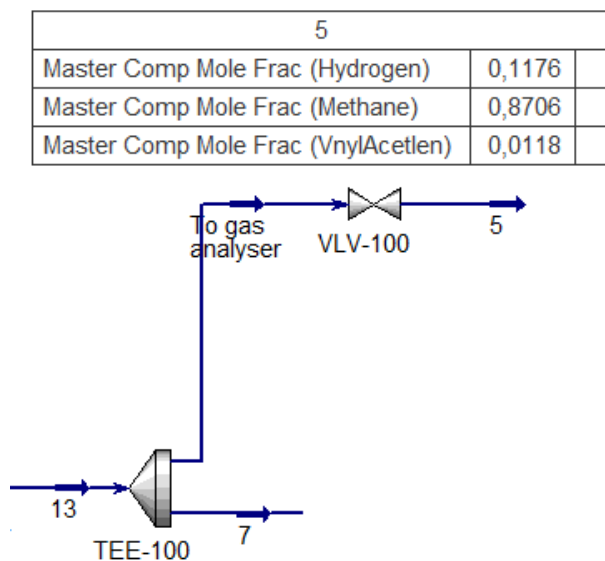 5
Master Comp Mole Frac (Hydrogen) 0,1176
Master Comp Mole Frac (Methane) 0,8706
Master Comp Mole Frac (VnylAcetlen) 0,0118
To gas
analyser
VLV-100
5
13
7
TEE-100